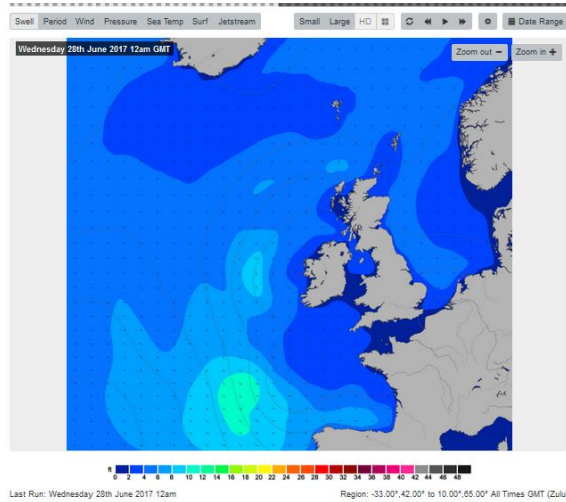 Swell Period Wind Pressure Sea Temp Surf Jetstream Small Large HD Date Range
Wednesday 28th June 2017 12am GMT
Zoom out − Zoom in +
ft 0 2 4 6 8 10 12 14 16 18 20 22 24 26 28 30 32 34 36 38 40 42 44 46 48
Last Run: Wednesday 28th June 2017 12am Region: -33.00°,42.00° to 10.00°,65.00° All Times GMT (Zulu